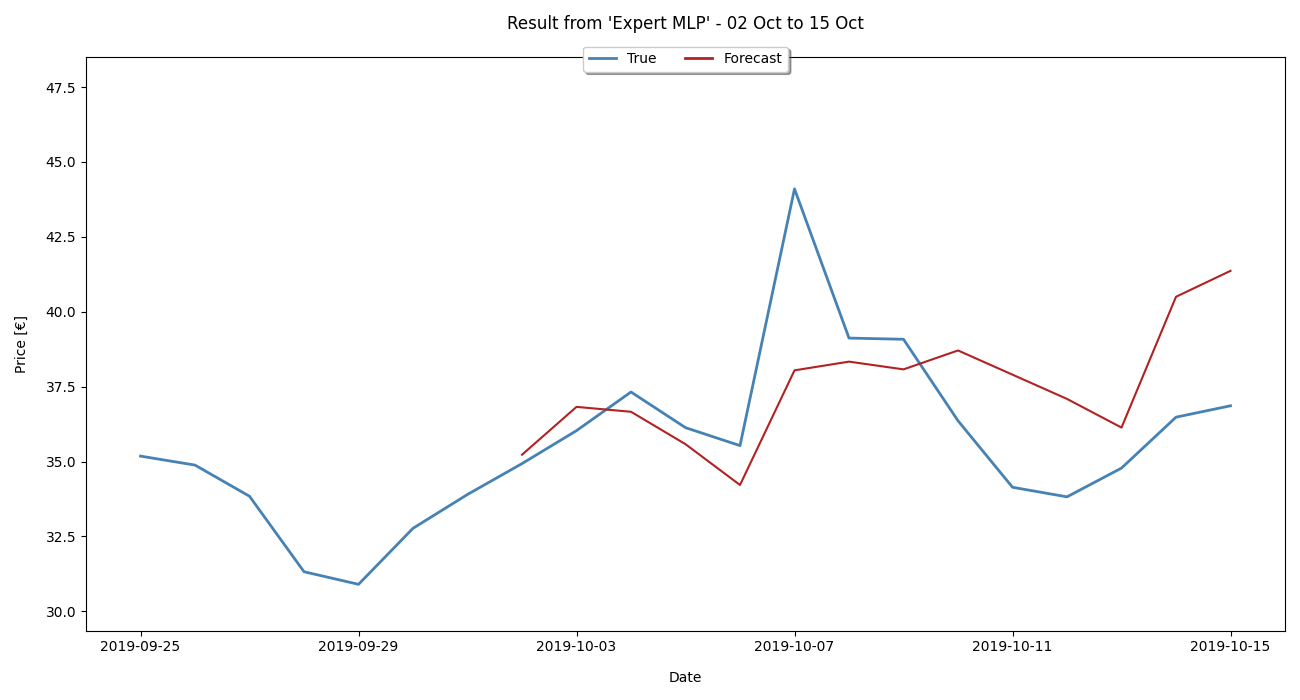 Result from 'Expert MLP' - 02 Oct to 15 Oct
True Forecast
47.5
45.0
42.5
40.0
37.5
35.0
32.5
30.0
Price [€]
2019-09-25 2019-09-29 2019-10-03 2019-10-07 2019-10-11 2019-10-15
Date